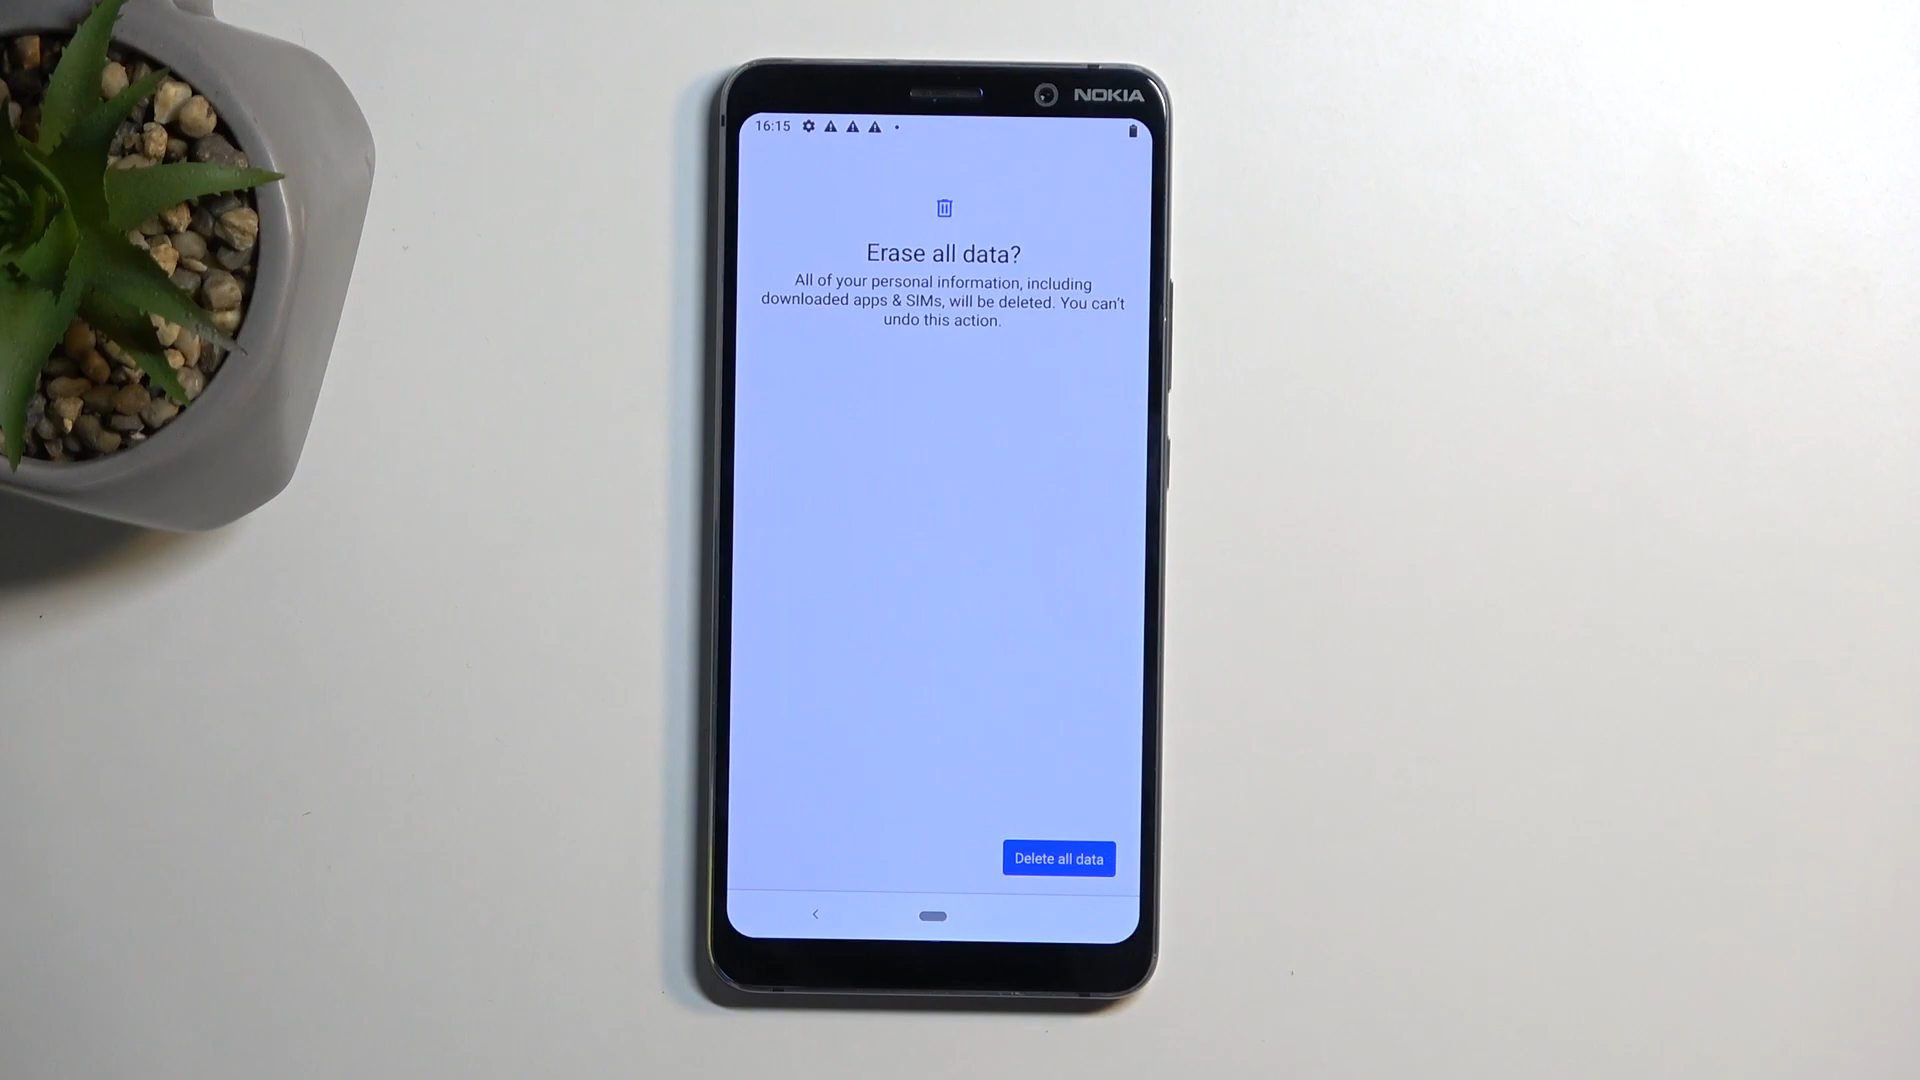 NOKIA
16:15
Erase all data?
All of your personal information, including
downloaded apps & SIMs, will be deleted. You can't
undo this action.
Delete all data